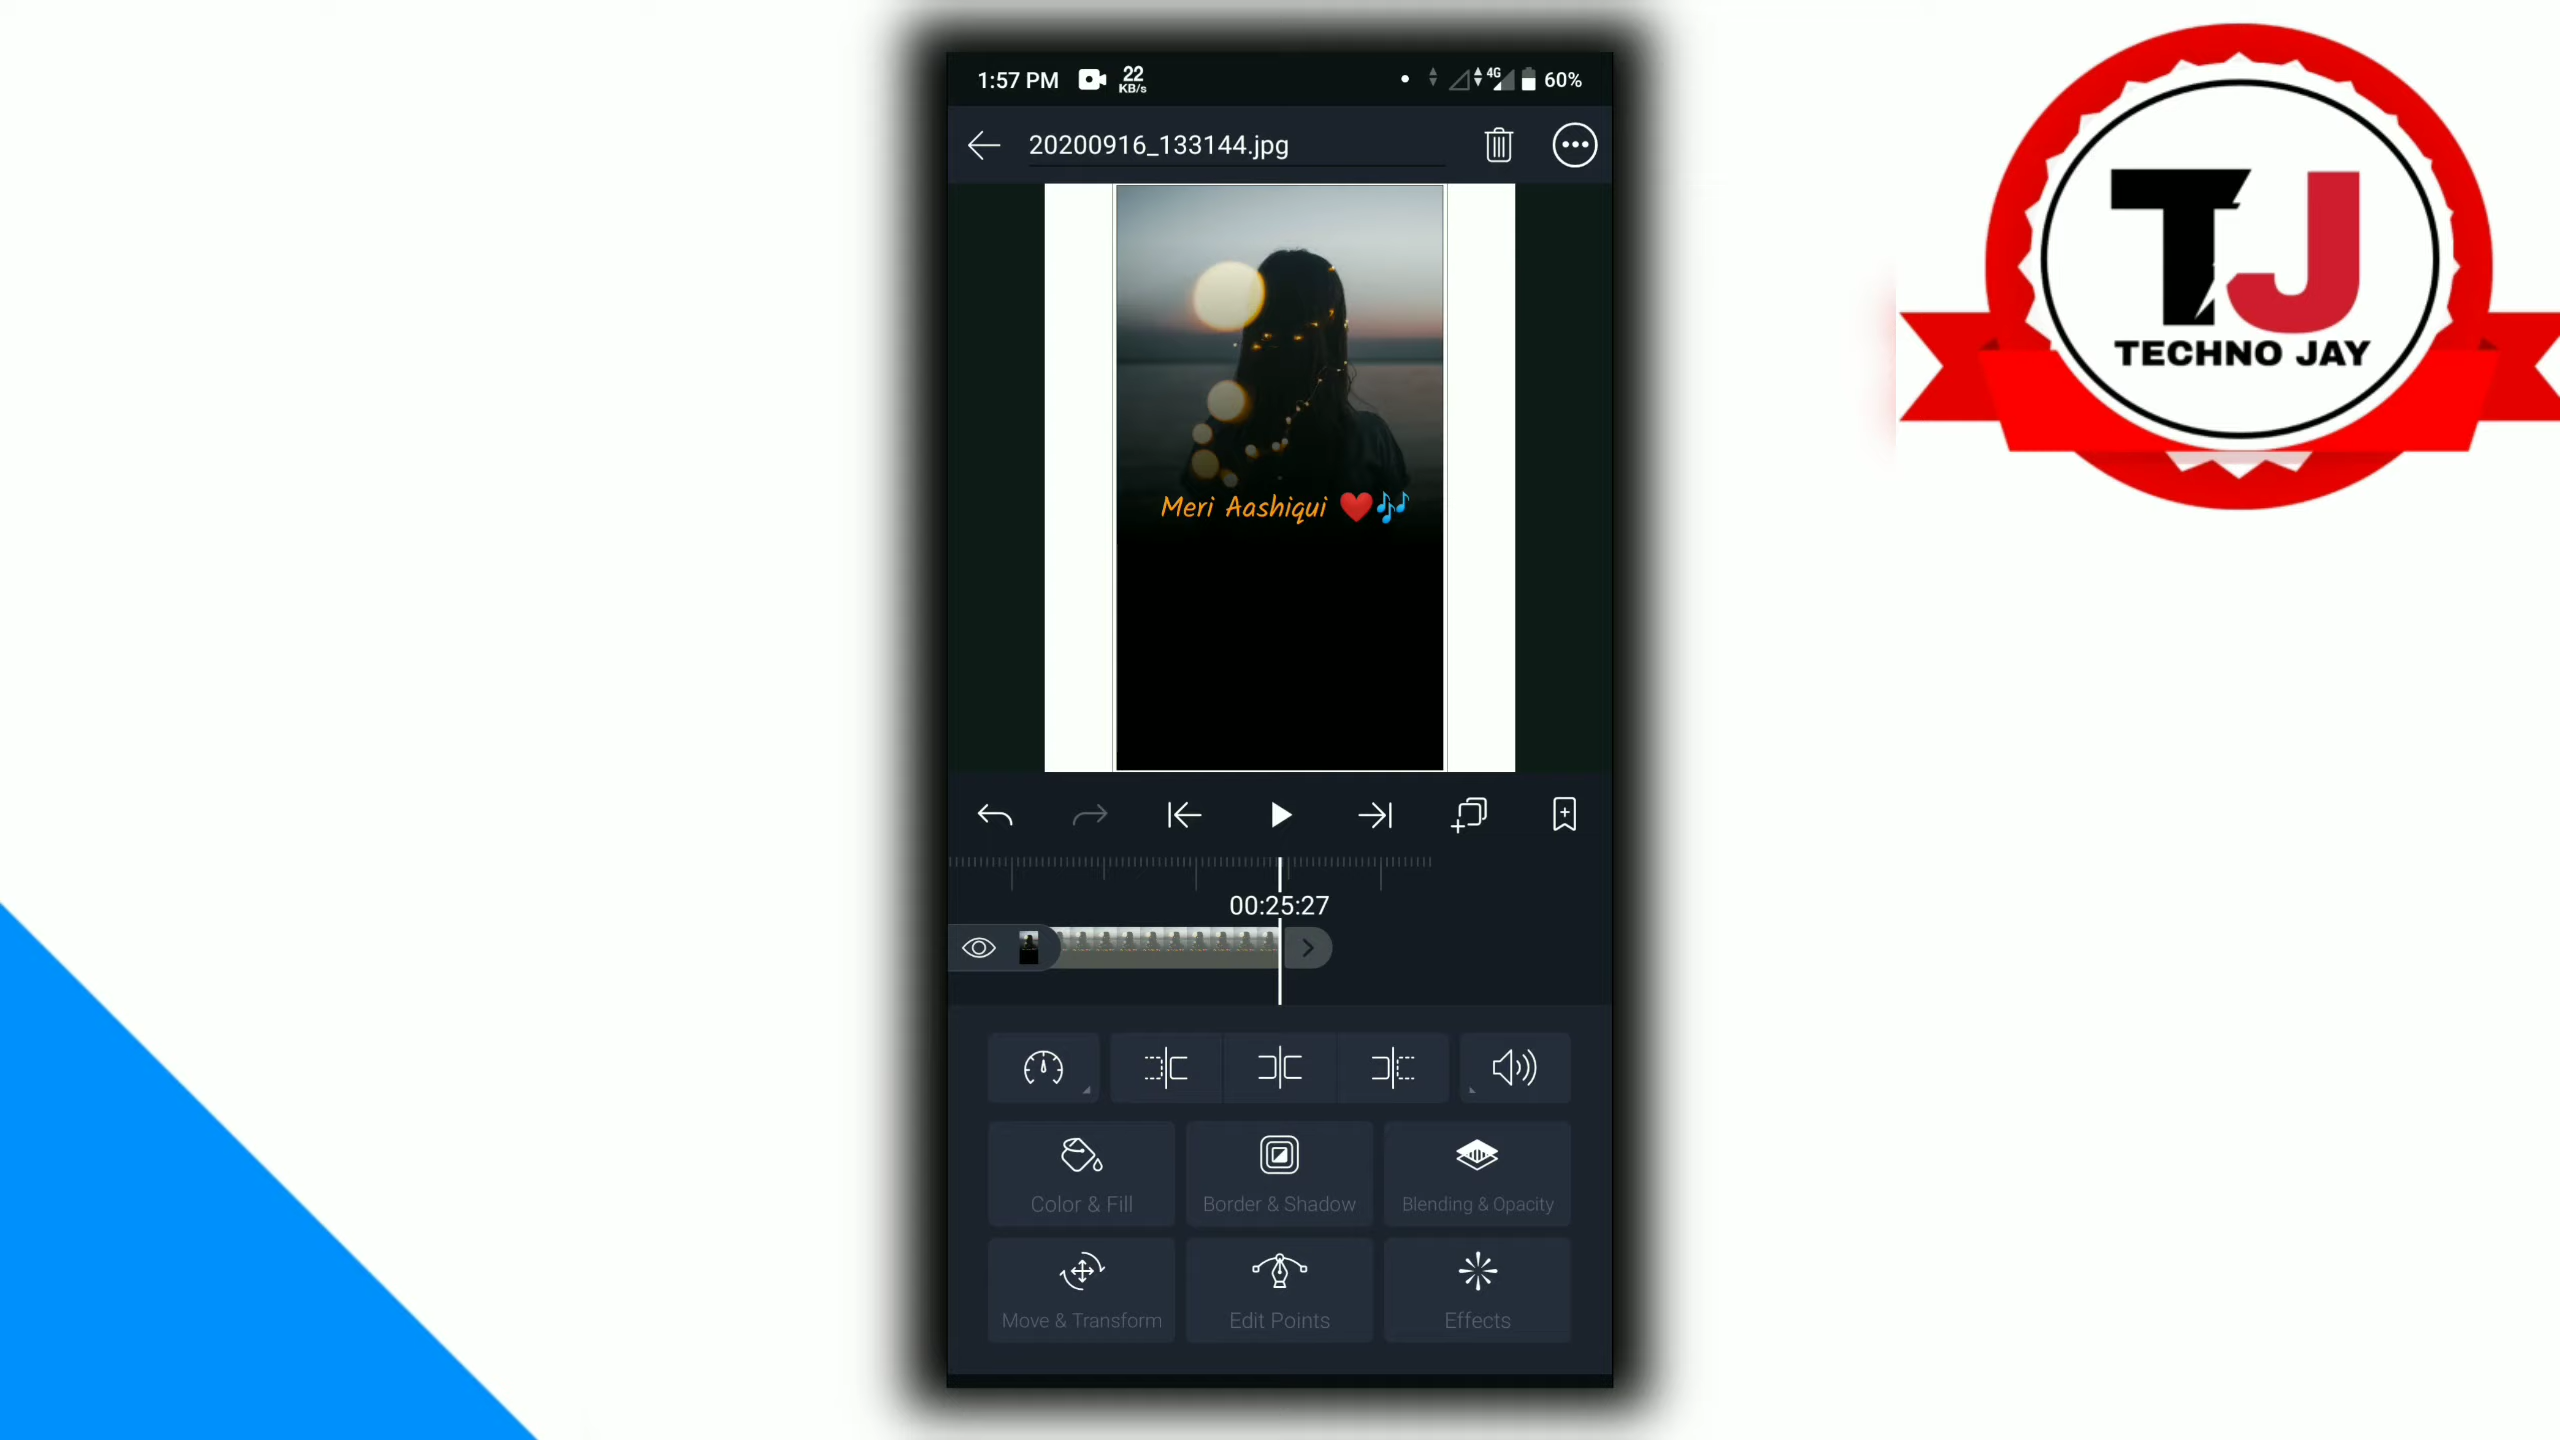 1:57 PM 22 KB/s 4G 60%
20200916_133144.jpg
TJ
TECHNO JAY
Meri Aashiqui ❤️🎶
00:25:27
Color & Fill
Border & Shadow
Blending & Opacity
Move & Transform
Edit Points
Effects